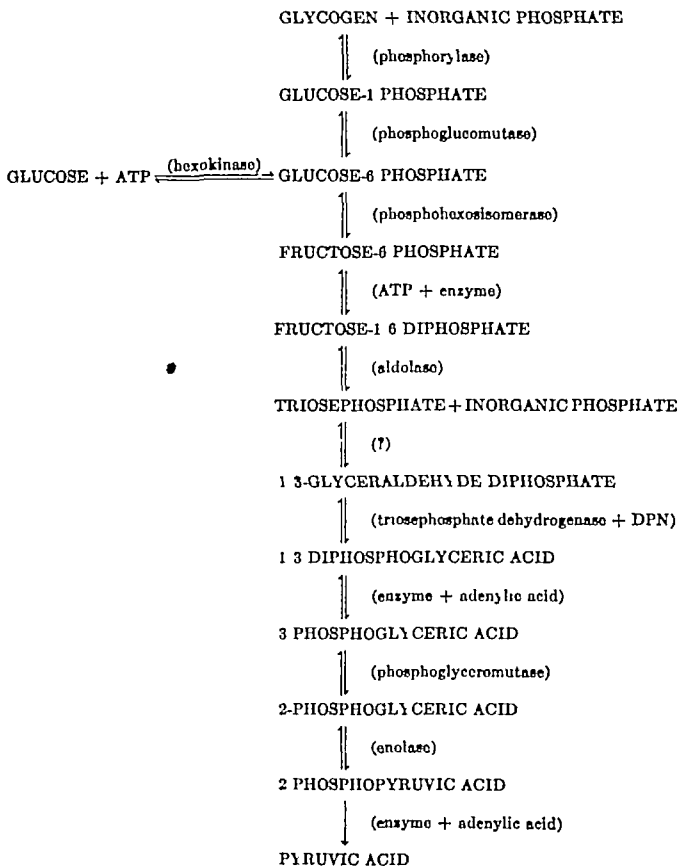 GLYCOGEN + INORGANIC PHOSPHATE
(phosphorylase)
GLUCOSE-1 PHOSPHATE
(phosphoglucomutase)
GLUCOSE + ATP (hexokinase) GLUCOSE-6 PHOSPHATE
(phosphohexosisomerase)
FRUCTOSE-6 PHOSPHATE
(ATP + enzyme)
FRUCTOSE-1 6 DIPHOSPHATE
(aldolase)
TRIOSEPHOSPHATE + INORGANIC PHOSPHATE
(?)
1 3-GLYCERALDEHYDE DIPHOSPHATE
(triosephosphate dehydrogenase + DPN)
1 3 DIPHOSPHOGLYCERIC ACID
(enzyme + adenylic acid)
3 PHOSPHOGLYCERIC ACID
(phosphoglyceromutase)
2-PHOSPHOGLYCERIC ACID
(enolase)
2 PHOSPHOPYRUVIC ACID
(enzyme + adenylic acid)
PYRUVIC ACID